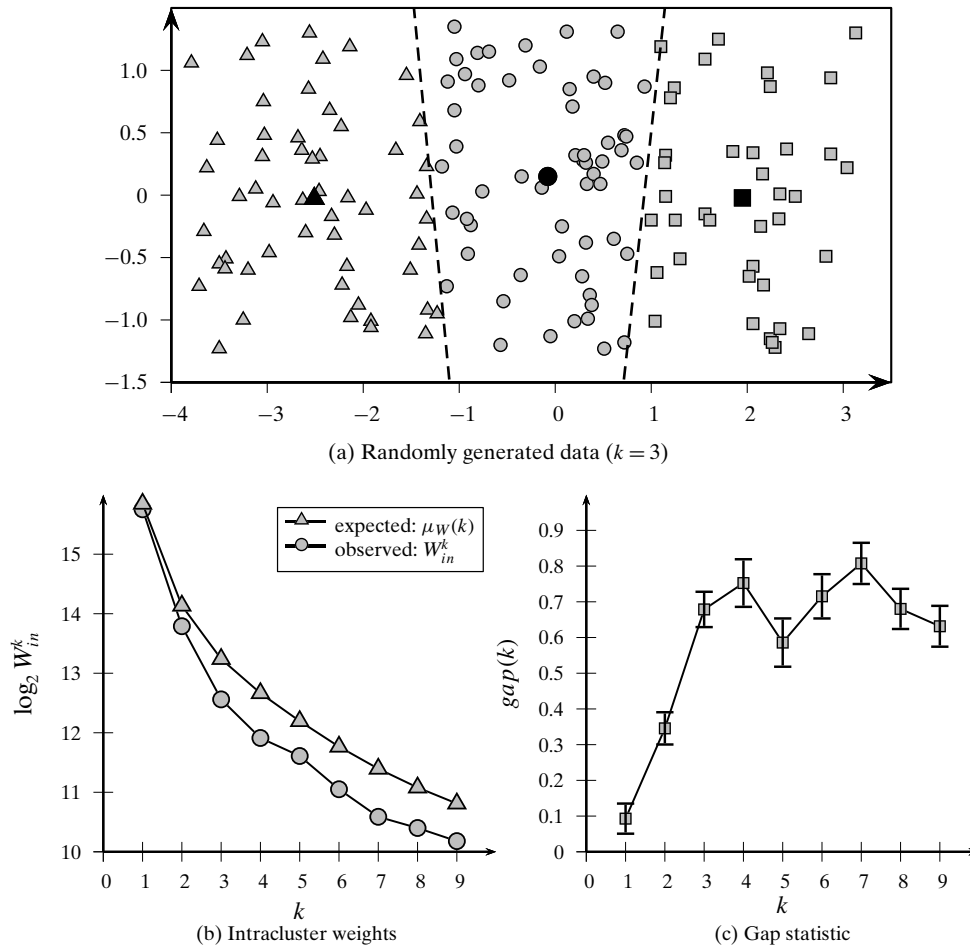 1.0
0.5
0
−0.5
−1.0
−1.5
−4 −3 −2 −1 0 1 2 3
(a) Randomly generated data (k = 3)
expected: μW(k)
observed: W^k_in
15
14
13
12
11
10
log2 W^k_in
0 1 2 3 4 5 6 7 8 9
k
(b) Intracluster weights
0.9
0.8
0.7
0.6
0.5
0.4
0.3
0.2
0.1
0
gap(k)
0 1 2 3 4 5 6 7 8 9
k
(c) Gap statistic